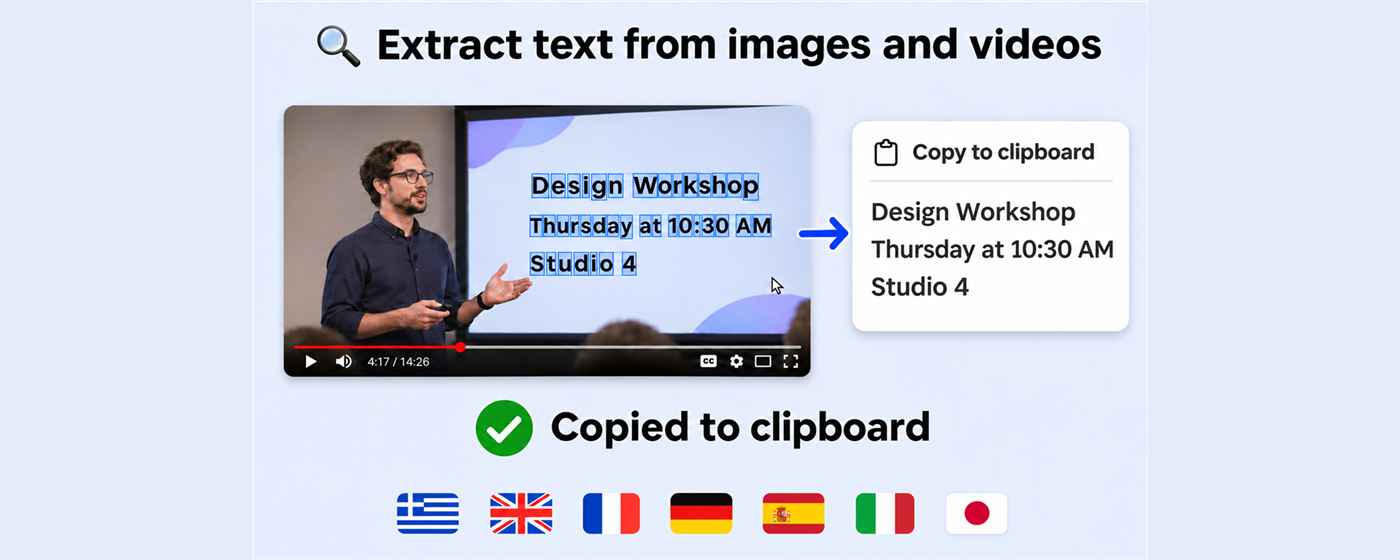 Extract text from images and videos
Design Workshop
Thursday at 10:30 AM
Studio 4
4:17 / 14:26
CC
Copy to clipboard
Design Workshop
Thursday at 10:30 AM
Studio 4
Copied to clipboard